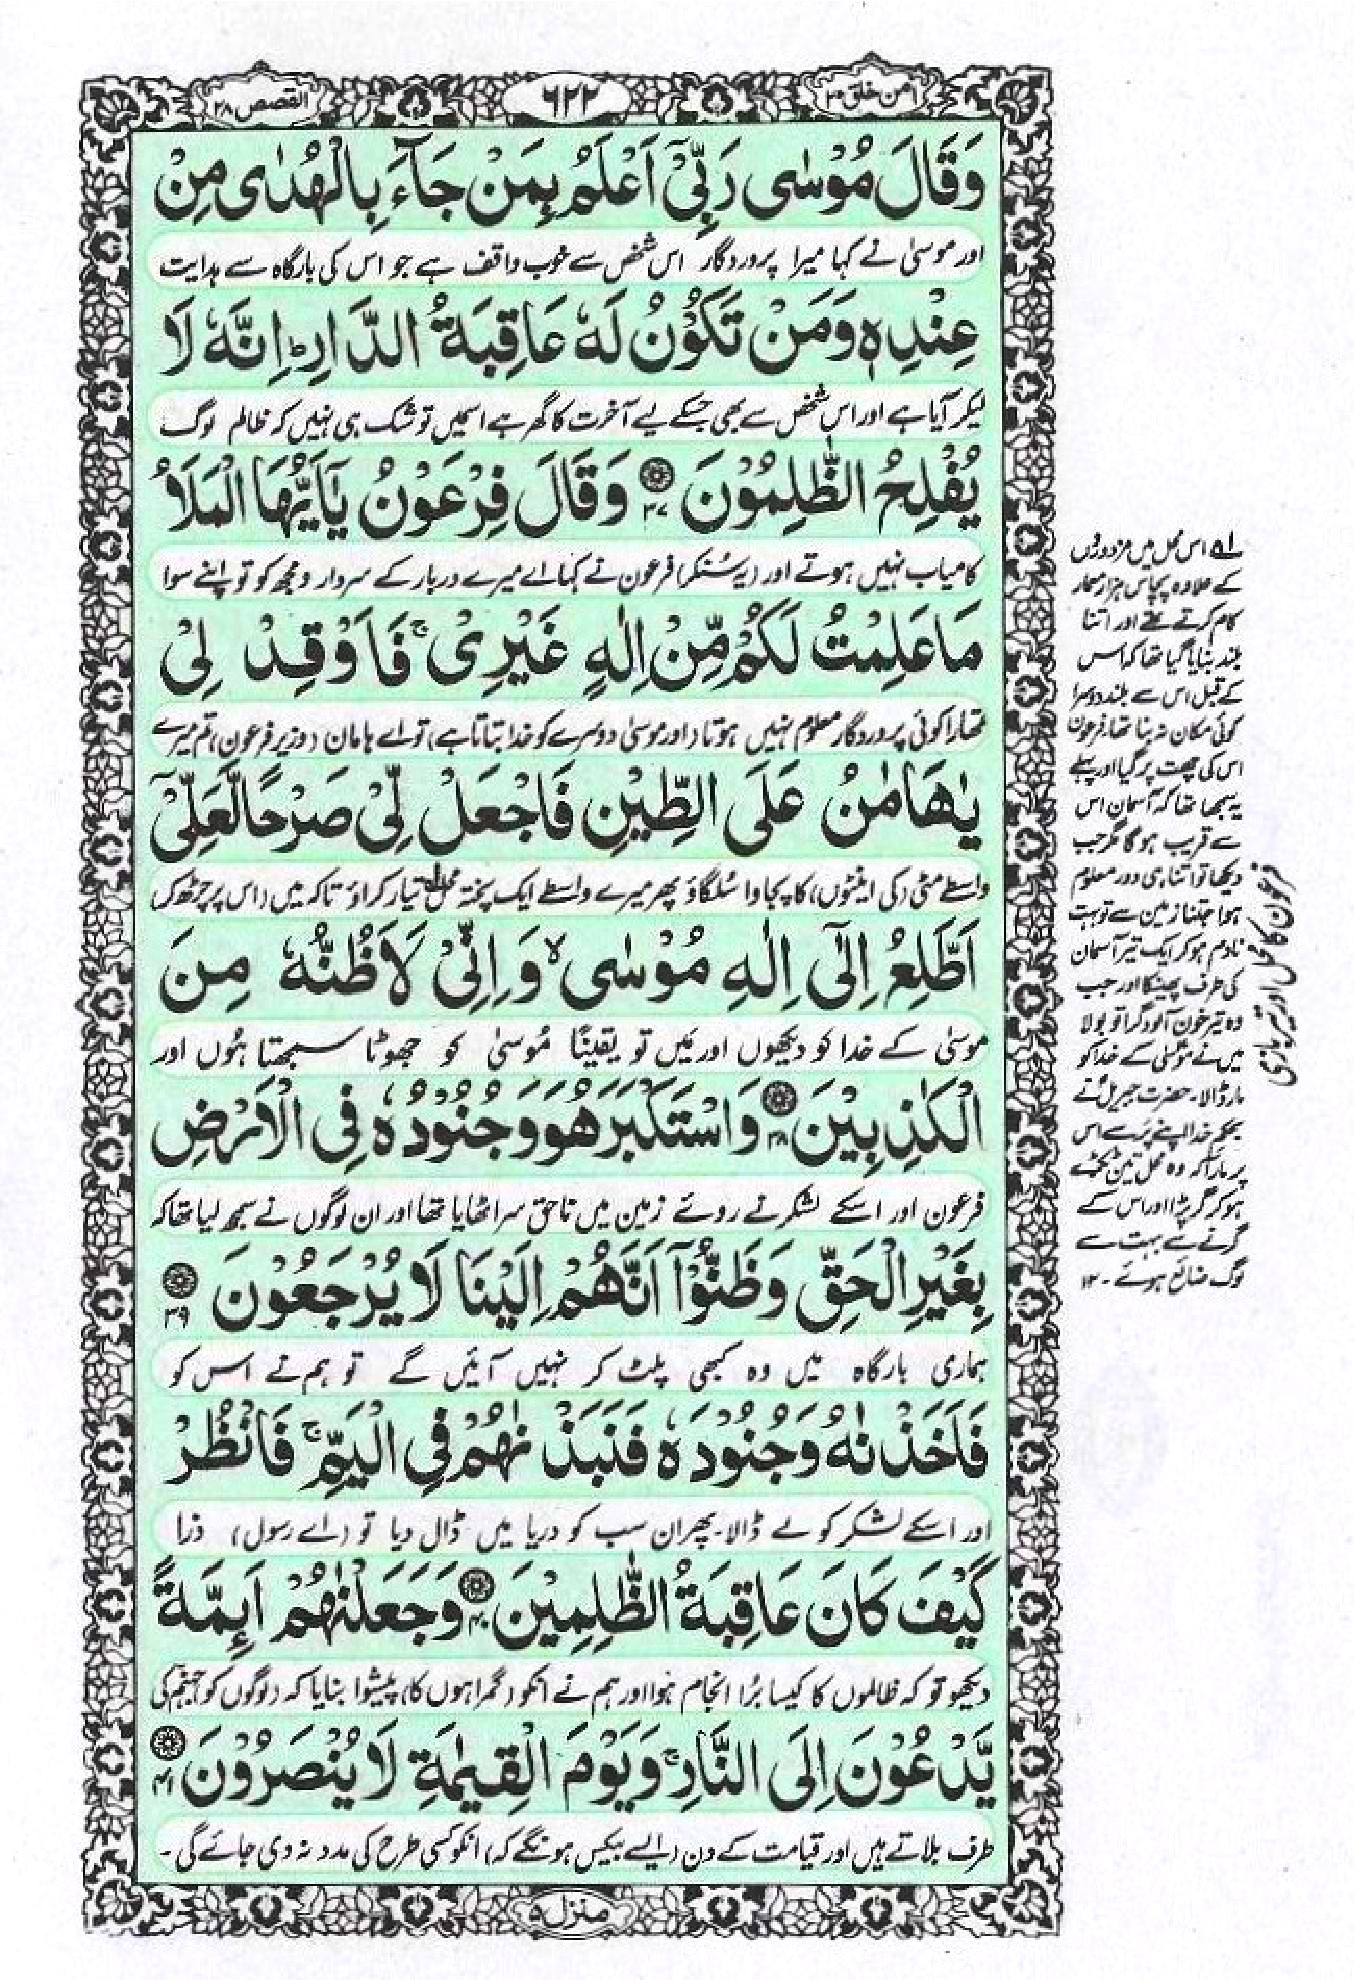 امن خلق ۲۰
۶۲۲
القصص ۲۸
وَقَالَ مُوْسٰى رَبِّیْۤ اَعْلَمُ بِمَنْ جَآءَ بِالْهُدٰى مِنْ
اور موسیٰ نے کہا میرا پروردگار اس شخص سے خوب واقف ہے جو اس کی بارگاہ سے ہدایت
عِنْدِهٖ وَمَنْ تَكُوْنُ لَهٗ عَاقِبَةُ الدَّارِ ؕ اِنَّهٗ لَا
لیکر آیا ہے اور اس شخص سے بھی جسکے لیے آخرت کا گھر ہے اسمیں تو شک ہی نہیں کہ ظالم لوگ
یُفْلِحُ الظّٰلِمُوْنَ ۳۷ وَقَالَ فِرْعَوْنُ یٰۤاَیُّهَا الْمَلَاُ
کامیاب نہیں ہوتے اور (یہ سُنکر) فرعون نے کہا اے میرے دربار کے سردارو مجھ کو تو اپنے سوا
مَا عَلِمْتُ لَكُمْ مِّنْ اِلٰهٍ غَیْرِیْ ۚ فَاَوْقِدْ لِیْ
تمہارا کوئی پروردگار معلوم نہیں ہوتا (اور موسیٰ دوسرے کو خدا بتاتا ہے) تو اے ہامان (وزیر فرعون) تم میرے
یٰهَامٰنُ عَلَى الطِّیْنِ فَاجْعَلْ لِّیْ صَرْحًا لَّعَلِّیْۤ
واسطے مٹی (کی اینٹوں) کا پجاوا سُلگاؤ پھر میرے واسطے ایک پختہ محل تیار کراؤ تاکہ میں (اس پر چڑھ کر)
اَطَّلِعُ اِلٰۤى اِلٰهِ مُوْسٰى ۙ وَاِنِّیْ لَاَظُنُّهٗ مِنَ
موسیٰ کے خدا کو دیکھوں اور میں تو یقیناً مُوسیٰ کو جھوٹا سمجھتا ہُوں اور
الْكٰذِبِیْنَ ۳۸ وَاسْتَكْبَرَ هُوَ وَجُنُوْدُهٗ فِی الْاَرْضِ
فرعون اور اسکے لشکر نے روئے زمین میں ناحق سر اٹھایا تھا اور ان لوگوں نے سمجھ لیا تھا کہ
بِغَیْرِ الْحَقِّ وَظَنُّوْۤا اَنَّهُمْ اِلَیْنَا لَا یُرْجَعُوْنَ ۳۹
ہماری بارگاہ میں وہ کبھی پلٹ کر نہیں آئیں گے تو ہم نے اس کو
فَاَخَذْنٰهُ وَجُنُوْدَهٗ فَنَبَذْنٰهُمْ فِی الْیَمِّ ۚ فَانْظُرْ
اور اسکے لشکر کو لے ڈالا۔ پھر ان سب کو دریا میں ڈال دیا تو (اے رسول) ذرا
كَیْفَ كَانَ عَاقِبَةُ الظّٰلِمِیْنَ ۴۰ وَجَعَلْنٰهُمْ اَىِٕمَّةً
دیکھو تو کہ ظالموں کا کیسا بُرا انجام ہوا اور ہم نے انکو (گمراہوں کا) پیشوا بنایا کہ (لوگوں کو) جہنم کی
یَّدْعُوْنَ اِلَى النَّارِ ۚ وَیَوْمَ الْقِیٰمَةِ لَا یُنْصَرُوْنَ ۴۱
طرف بلاتے ہیں اور قیامت کے دن (ایسے بیکس ہونگے کہ) انکو کسی طرح کی مدد نہ دی جائے گی۔
منزل ۵
۱؎ اس محل میں مزدوروں
کے علاوہ پچاس ہزار معمار
کام کرتے تھے اور اتنا
بلند بنایا گیا تھا کہ اس
کے قبل اس سے بلند دوسرا
کوئی مکان نہ بنا تھا، فرعون
اس کی چھت پر گیا اور پہلے
یہ سمجھا تھا کہ آسمان اس
سے قریب ہو گا مگر جب
دیکھا تو اتنا ہی دور معلوم
ہوا جتنا زمین سے تو بہت
نادم ہو کر ایک تیر آسمان
کی طرف پھینکا اور جب
وہ تیر خون آلود گرا تو بولا
میں نے موسیٰ کے خدا کو
مار ڈالا۔ حضرت جبریل نے
بحکم خدا اپنے پر سے اس
پر مارا کہ وہ محل تین ٹکڑے
ہو کر گر پڑا اور اس کے
گرنے سے بہت سے
لوگ ضائع ہوئے۔ ۱۲
فرعون کا محل اور تیر بازی